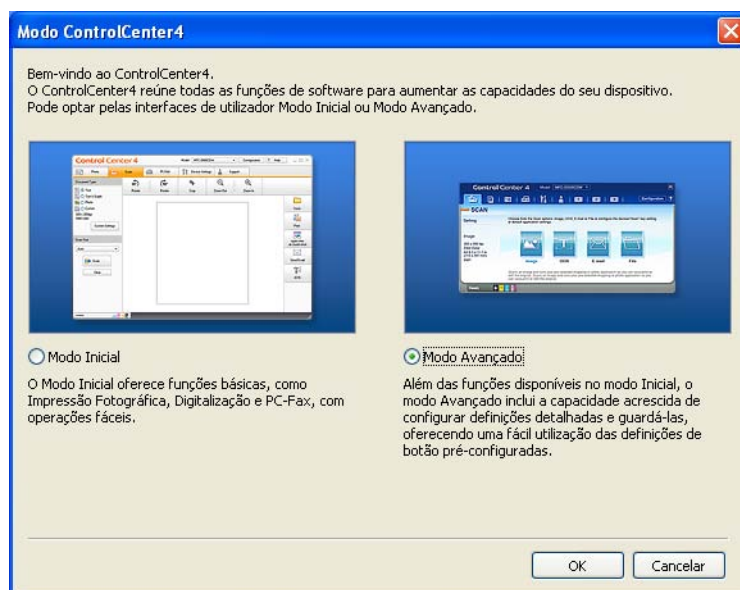 Modo ControlCenter4
Bem-vindo ao ControlCenter4.
O ControlCenter4 reúne todas as funções de software para aumentar as capacidades do seu dispositivo.
Pode optar pelas interfaces de utilizador Modo Inicial ou Modo Avançado.
Control Center 4
Control Center 4
SCAN
Modo Inicial
O Modo Inicial oferece funções básicas, como
Impressão Fotográfica, Digitalização e PC-Fax, com
operações fáceis.
Modo Avançado
Além das funções disponíveis no modo Inicial, o
modo Avançado inclui a capacidade acrescida de
configurar definições detalhadas e guardá-las,
oferecendo uma fácil utilização das definições de
botão pré-configuradas.
OK
Cancelar